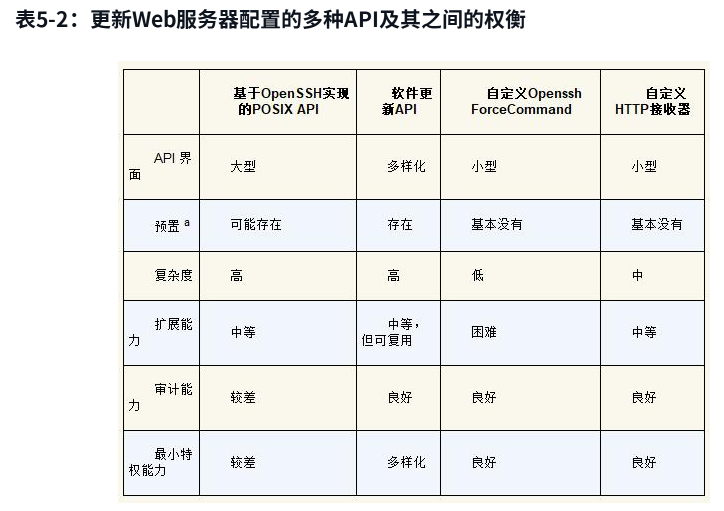 表5-2：更新Web服务器配置的多种API及其之间的权衡
基于OpenSSH实现
的POSIX API
软件更
新API
自定义Openssh
ForceCommand
自定义
HTTP接收器
API 界
面
大型
多样化
小型
小型
预置 a
可能存在
存在
基本没有
基本没有
复杂度
高
高
低
中
扩展能
力
中等
中等，
但可复用
困难
中等
审计能
力
较差
良好
良好
良好
最小特
权能力
较差
多样化
良好
良好